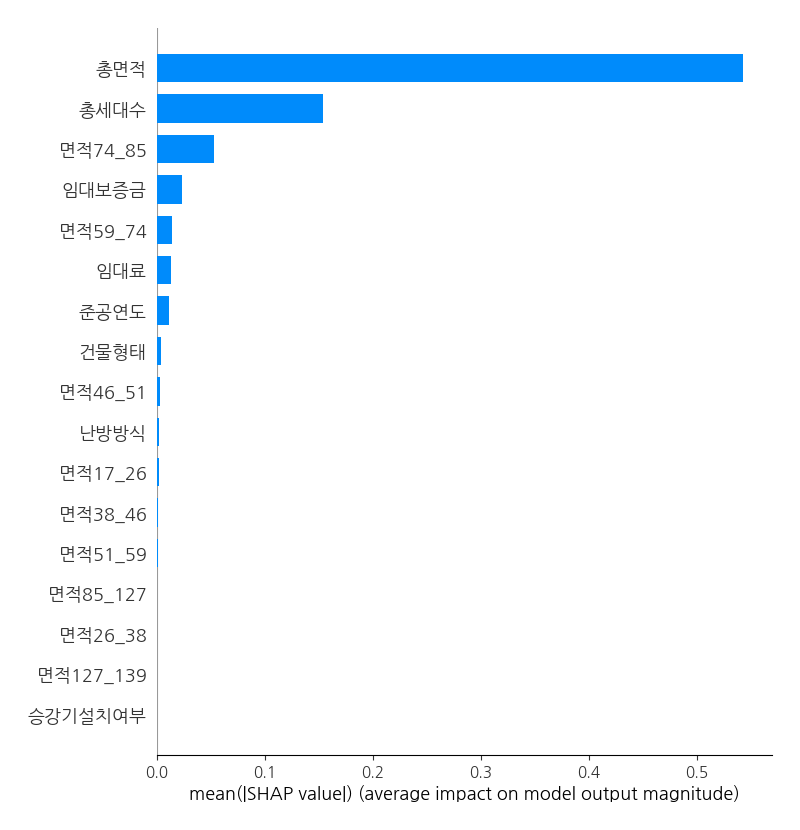 총면적
총세대수
면적74_85
임대보증금
면적59_74
임대료
준공연도
건물형태
면적46_51
난방방식
면적17_26
면적38_46
면적51_59
면적85_127
면적26_38
면적127_139
승강기설치여부
0.0 0.1 0.2 0.3 0.4 0.5
mean(|SHAP value|) (average impact on model output magnitude)